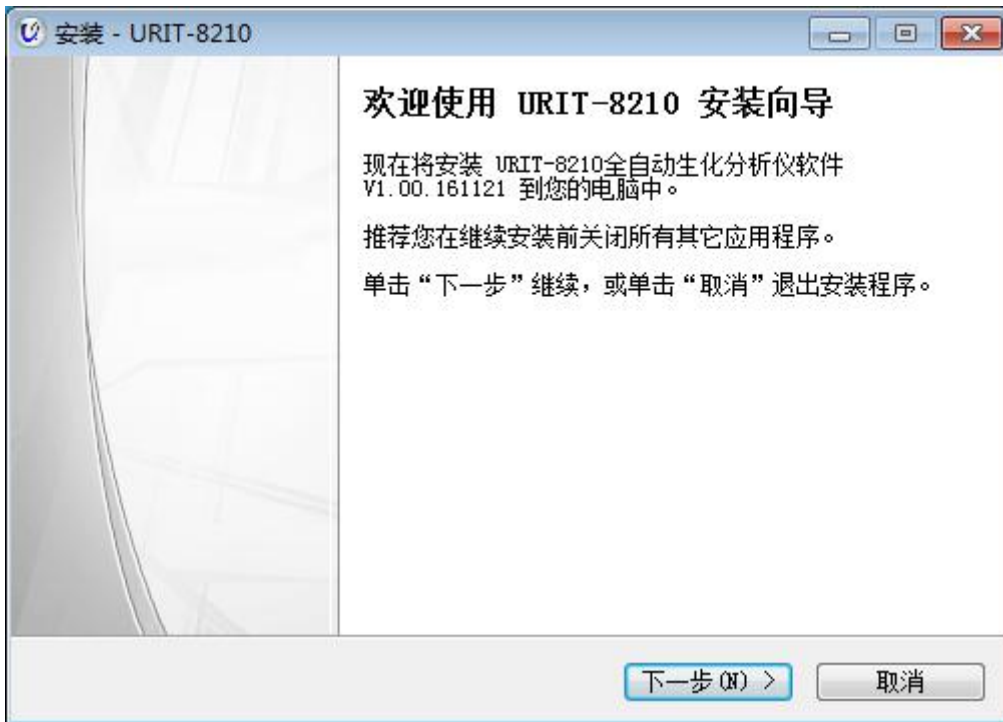 安装 - URIT-8210
欢迎使用 URIT-8210 安装向导
现在将安装 URIT-8210全自动生化分析仪软件
V1.00.161121 到您的电脑中。
推荐您在继续安装前关闭所有其它应用程序。
单击“下一步”继续，或单击“取消”退出安装程序。
下一步(N) >
取消